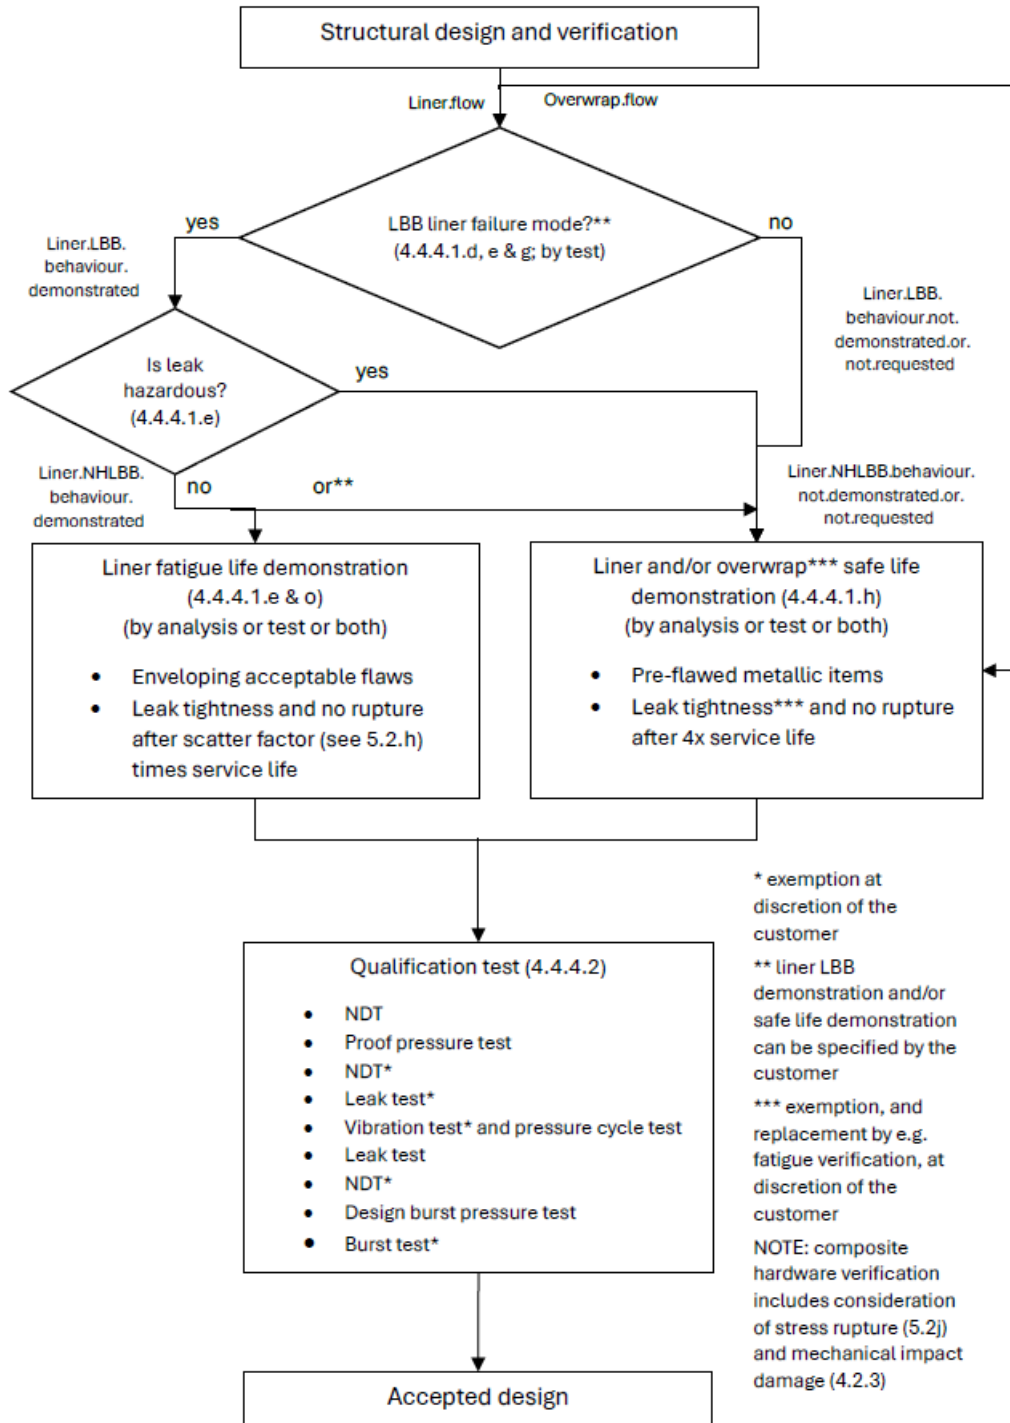 Structural design and verification
Liner.flow
Overwrap.flow
LBB liner failure mode?**
(4.4.4.1.d, e & g; by test)
yes
no
Liner.LBB.
behaviour.
demonstrated
Liner.LBB.
behaviour.not.
demonstrated.or.
not.requested
Is leak
hazardous?
(4.4.4.1.e)
yes
Liner.NHLBB.
behaviour.
demonstrated
no
or**
Liner.NHLBB.behaviour.
not.demonstrated.or.
not.requested
Liner fatigue life demonstration
(4.4.4.1.e & o)
(by analysis or test or both)
• Enveloping acceptable flaws
• Leak tightness and no rupture
after scatter factor (see 5.2.h)
times service life
Liner and/or overwrap*** safe life
demonstration (4.4.4.1.h)
(by analysis or test or both)
• Pre-flawed metallic items
• Leak tightness*** and no rupture
after 4x service life
Qualification test (4.4.4.2)
• NDT
• Proof pressure test
• NDT*
• Leak test*
• Vibration test* and pressure cycle test
• Leak test
• NDT*
• Design burst pressure test
• Burst test*
* exemption at
discretion of the
customer
** liner LBB
demonstration and/or
safe life demonstration
can be specified by the
customer
*** exemption, and
replacement by e.g.
fatigue verification, at
discretion of the
customer
NOTE: composite
hardware verification
includes consideration
of stress rupture (5.2j)
and mechanical impact
damage (4.2.3)
Accepted design